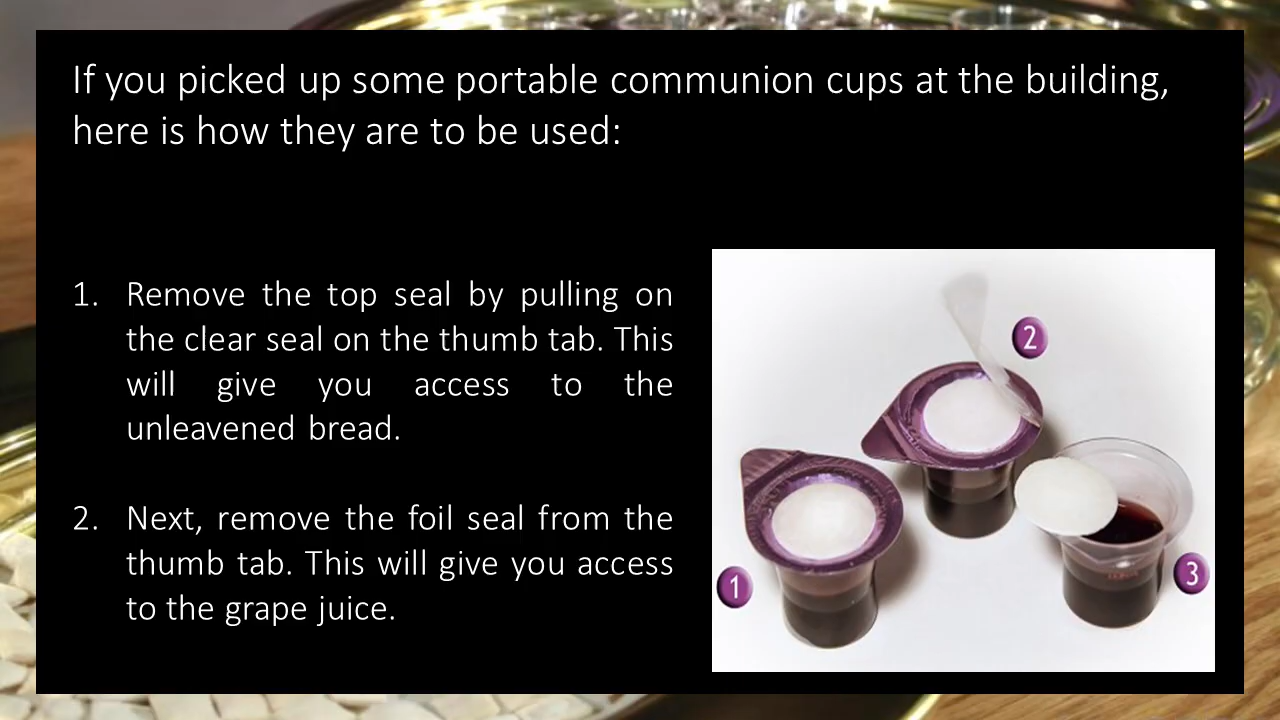 If you picked up some portable communion cups at the building,
here is how they are to be used:
1. Remove the top seal by pulling on
the clear seal on the thumb tab. This
will give you access to the
unleavened bread.
2. Next, remove the foil seal from the
thumb tab. This will give you access
to the grape juice.
2
1
3